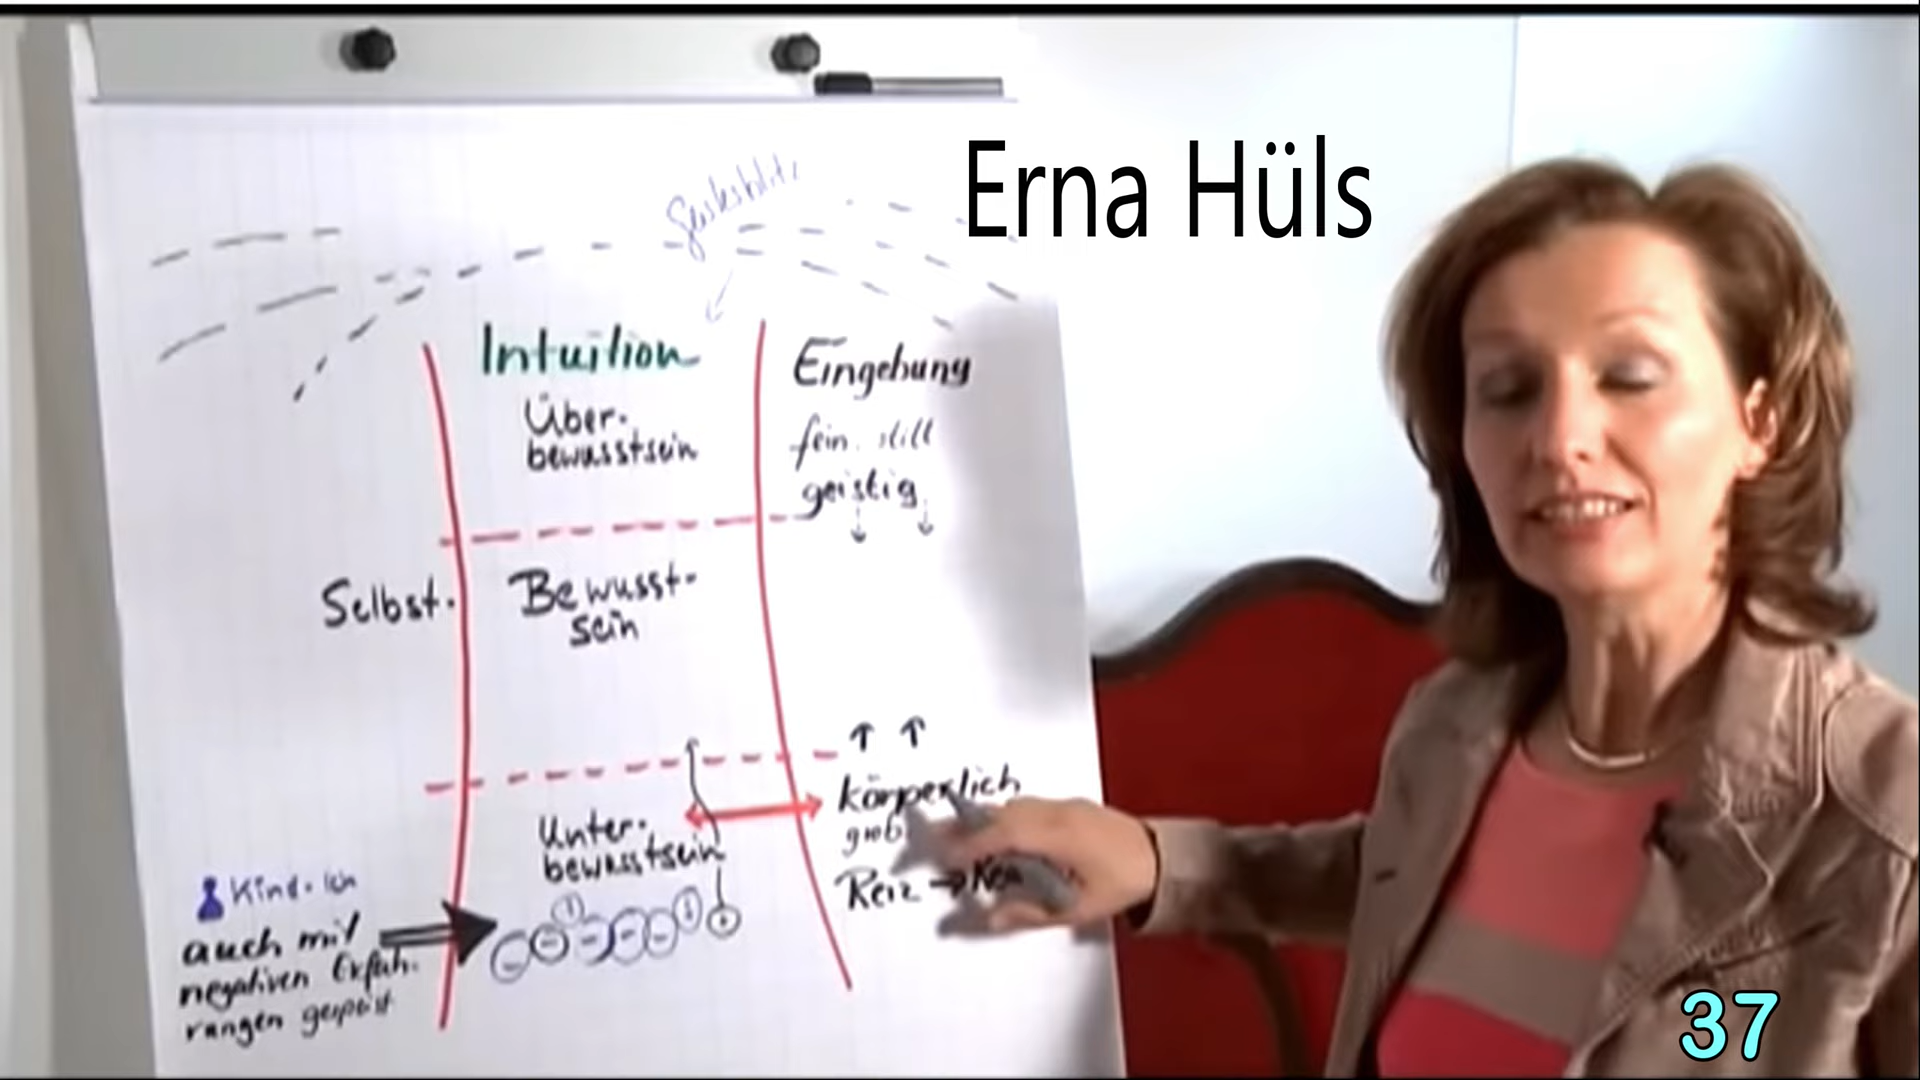 Erna Hüls
Intuition
Über-
bewusstsein
Eingebung
fein. still
geistig
Selbst.
Bewusst-
sein
körperlich
Unter-
bewusstsein
grob
Reiz →
Kind-Ich
auch mit
negativen Erfah-
rungen
37